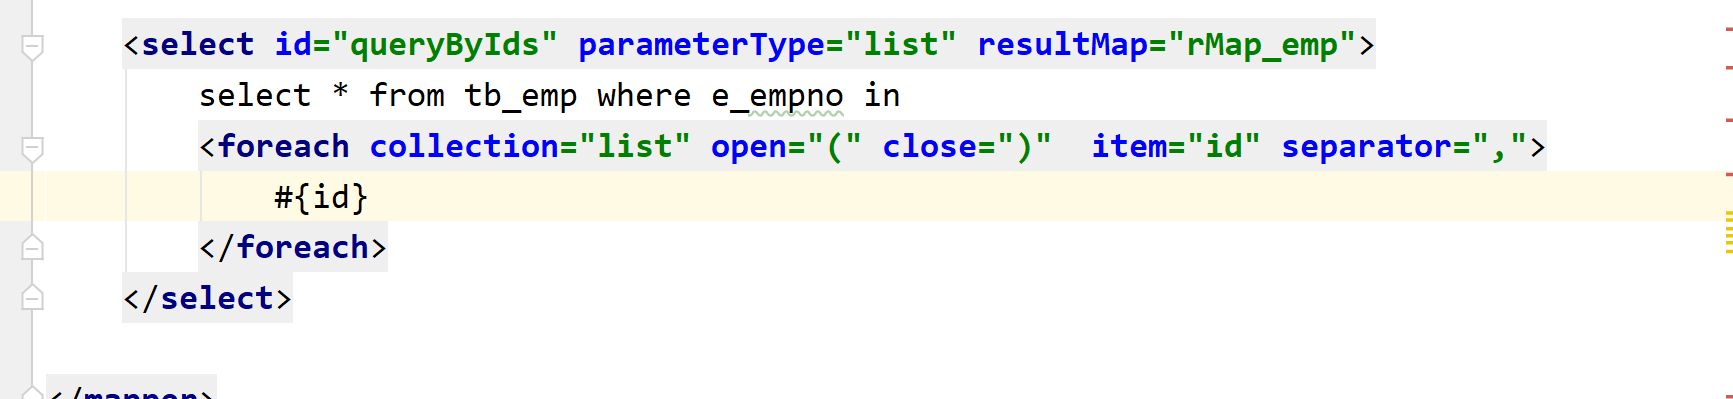 <select id="queryByIds" parameterType="list" resultMap="rMap_emp">
select * from tb_emp where e_empno in
<foreach collection="list" open="(" close=")"  item="id" separator=",">
#{id}
</foreach>
</select>
</mapper>